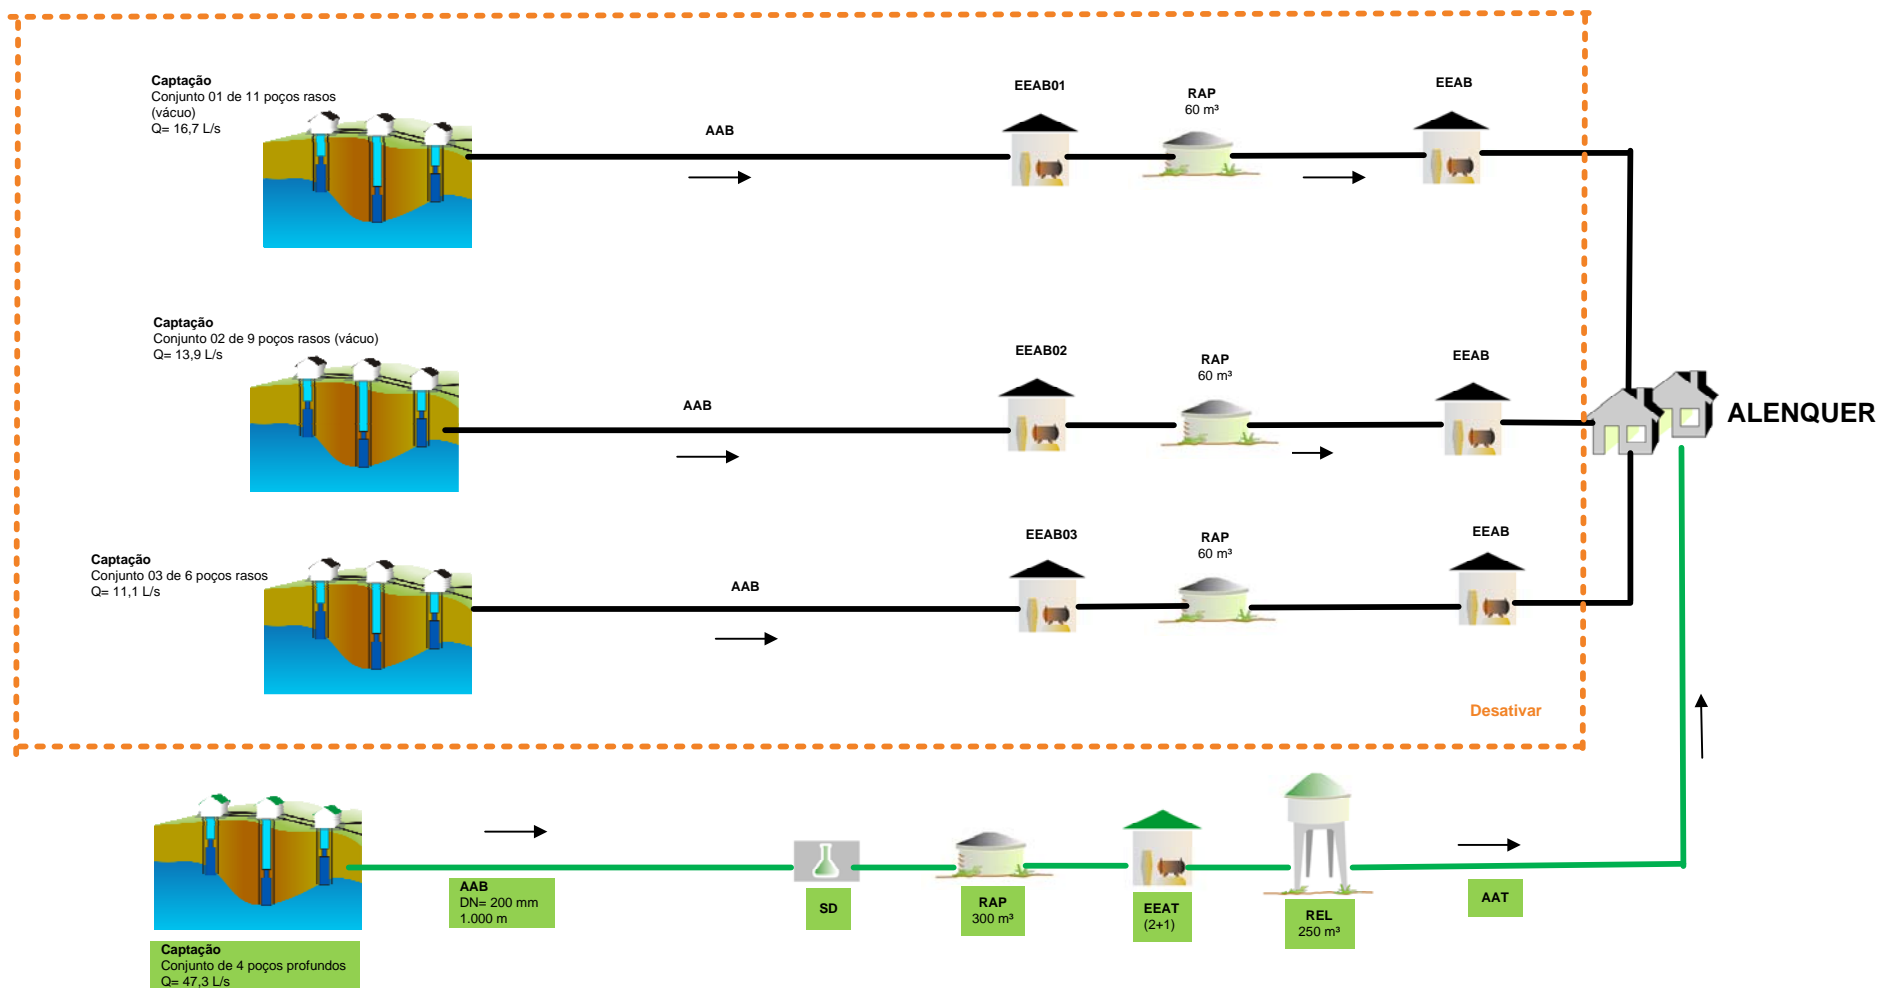 Captação
Conjunto 01 de 11 poços rasos
(vácuo)
Q= 16,7 L/s
AAB
EEAB01
RAP
60 m³
EEAB
Captação
Conjunto 02 de 9 poços rasos (vácuo)
Q= 13,9 L/s
AAB
EEAB02
RAP
60 m³
EEAB
ALENQUER
Captação
Conjunto 03 de 6 poços rasos
Q= 11,1 L/s
AAB
EEAB03
RAP
60 m³
EEAB
Desativar
Captação
Conjunto de 4 poços profundos
Q= 47,3 L/s
AAB
DN= 200 mm
1.000 m
SD
RAP
300 m³
EEAT
(2+1)
REL
250 m³
AAT